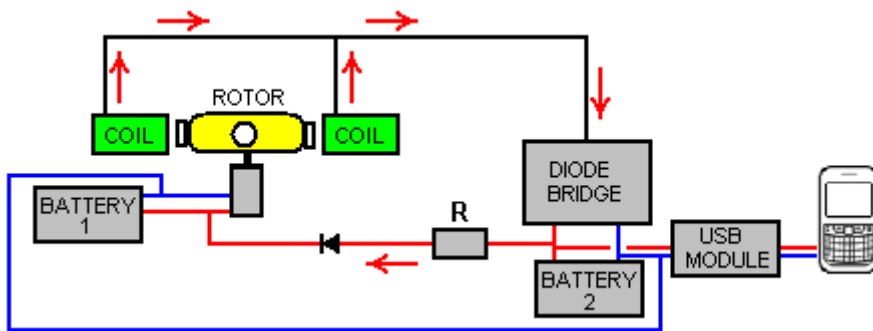 ROTOR
COIL
COIL
DIODE
BRIDGE
BATTERY
1
R
USB
MODULE
BATTERY
2